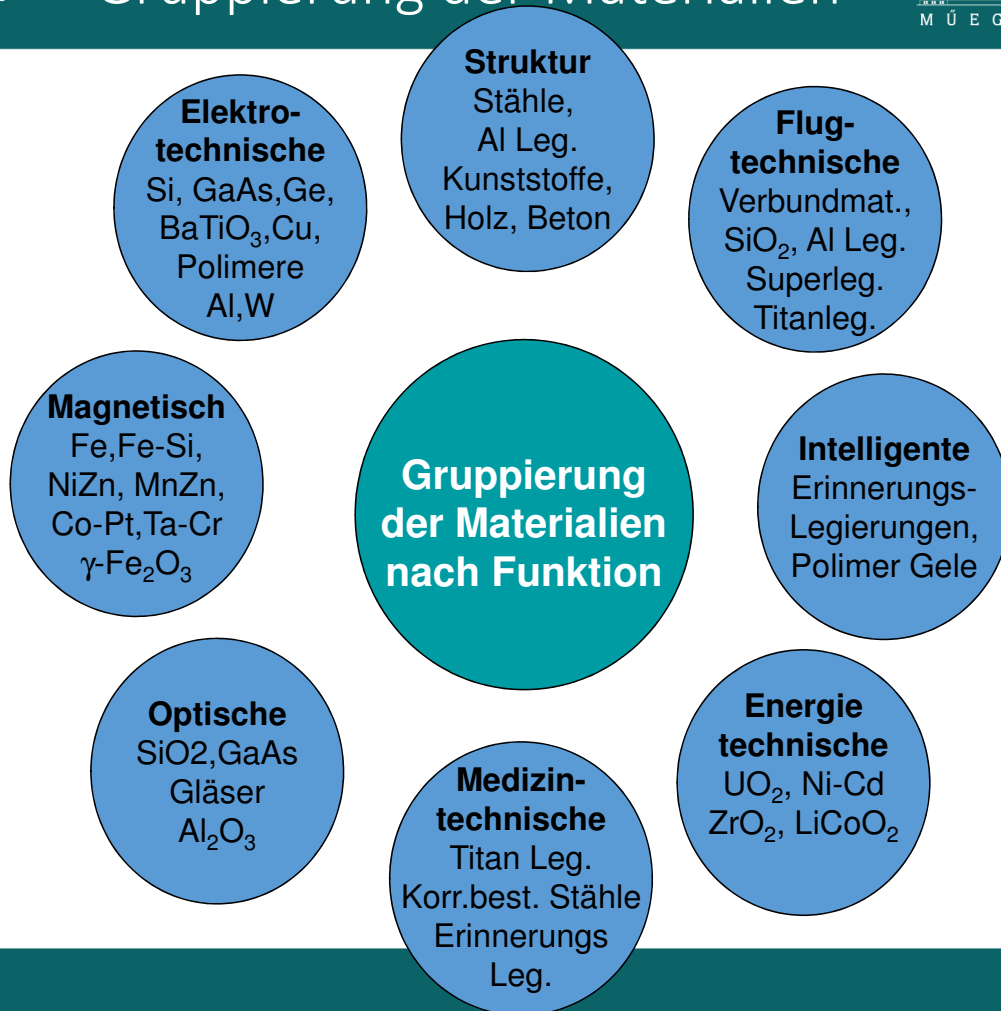 Gruppierung der Materialien
M Ű E G
Struktur
Stähle,
Al Leg.
Kunststoffe,
Holz, Beton
Elektro-
technische
Si, GaAs,Ge,
BaTiO₃,Cu,
Polimere
Al,W
Flug-
technische
Verbundmat.,
SiO₂, Al Leg.
Superleg.
Titanleg.
Magnetisch
Fe,Fe-Si,
NiZn, MnZn,
Co-Pt,Ta-Cr
γ-Fe₂O₃
Gruppierung
der Materialien
nach Funktion
Intelligente
Erinnerungs-
Legierungen,
Polimer Gele
Optische
SiO2,GaAs
Gläser
Al₂O₃
Medizin-
technische
Titan Leg.
Korr.best. Stähle
Erinnerungs
Leg.
Energie
technische
UO₂, Ni-Cd
ZrO₂, LiCoO₂